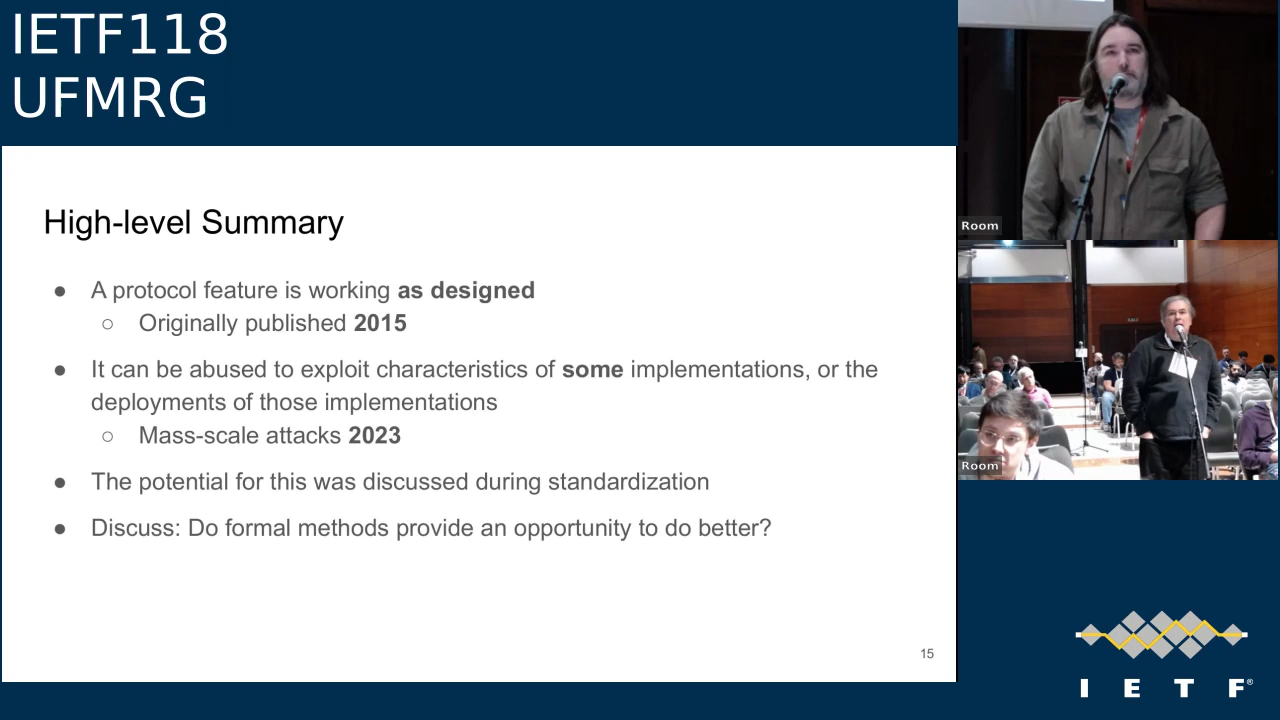 IETF118
UFMRG
High-level Summary
● A protocol feature is working as designed
○ Originally published 2015
● It can be abused to exploit characteristics of some implementations, or the
deployments of those implementations
○ Mass-scale attacks 2023
● The potential for this was discussed during standardization
● Discuss: Do formal methods provide an opportunity to do better?
15
Room
Room
I E T F®